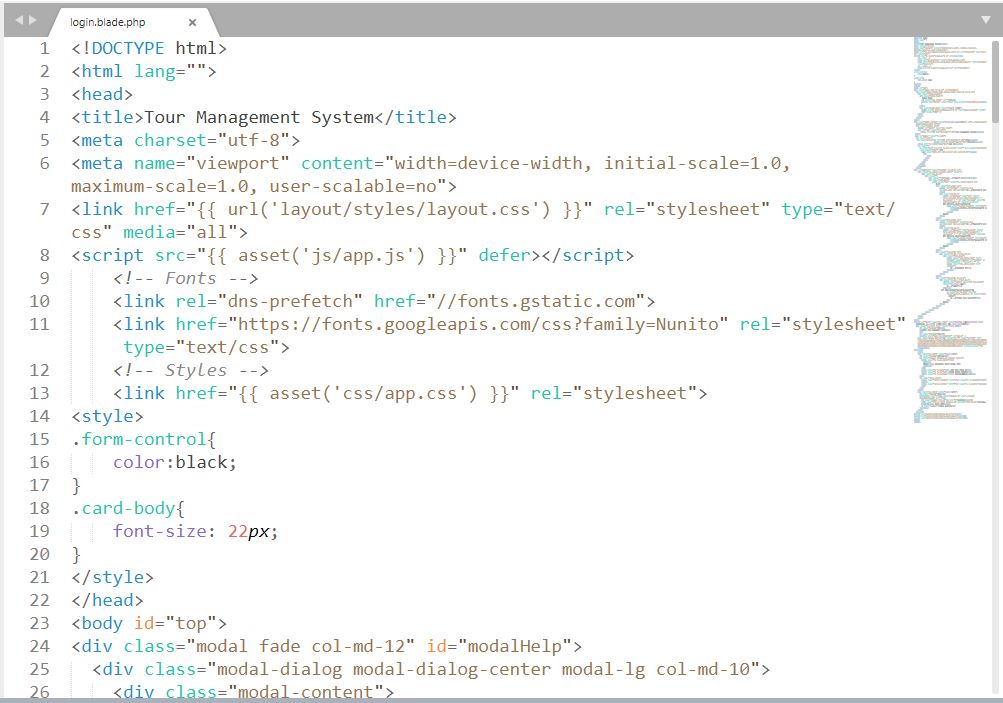 login.blade.php ×
1 <!DOCTYPE html>
2 <html lang="">
3 <head>
4 <title>Tour Management System</title>
5 <meta charset="utf-8">
6 <meta name="viewport" content="width=device-width, initial-scale=1.0,
maximum-scale=1.0, user-scalable=no">
7 <link href="{{ url('layout/styles/layout.css') }}" rel="stylesheet" type="text/
css" media="all">
8 <script src="{{ asset('js/app.js') }}" defer></script>
9     <!-- Fonts -->
10     <link rel="dns-prefetch" href="//fonts.gstatic.com">
11     <link href="https://fonts.googleapis.com/css?family=Nunito" rel="stylesheet"
type="text/css">
12     <!-- Styles -->
13     <link href="{{ asset('css/app.css') }}" rel="stylesheet">
14 <style>
15 .form-control{
16     color:black;
17 }
18 .card-body{
19     font-size: 22px;
20 }
21 </style>
22 </head>
23 <body id="top">
24 <div class="modal fade col-md-12" id="modalHelp">
25   <div class="modal-dialog modal-dialog-center modal-lg col-md-10">
26     <div class="modal-content">